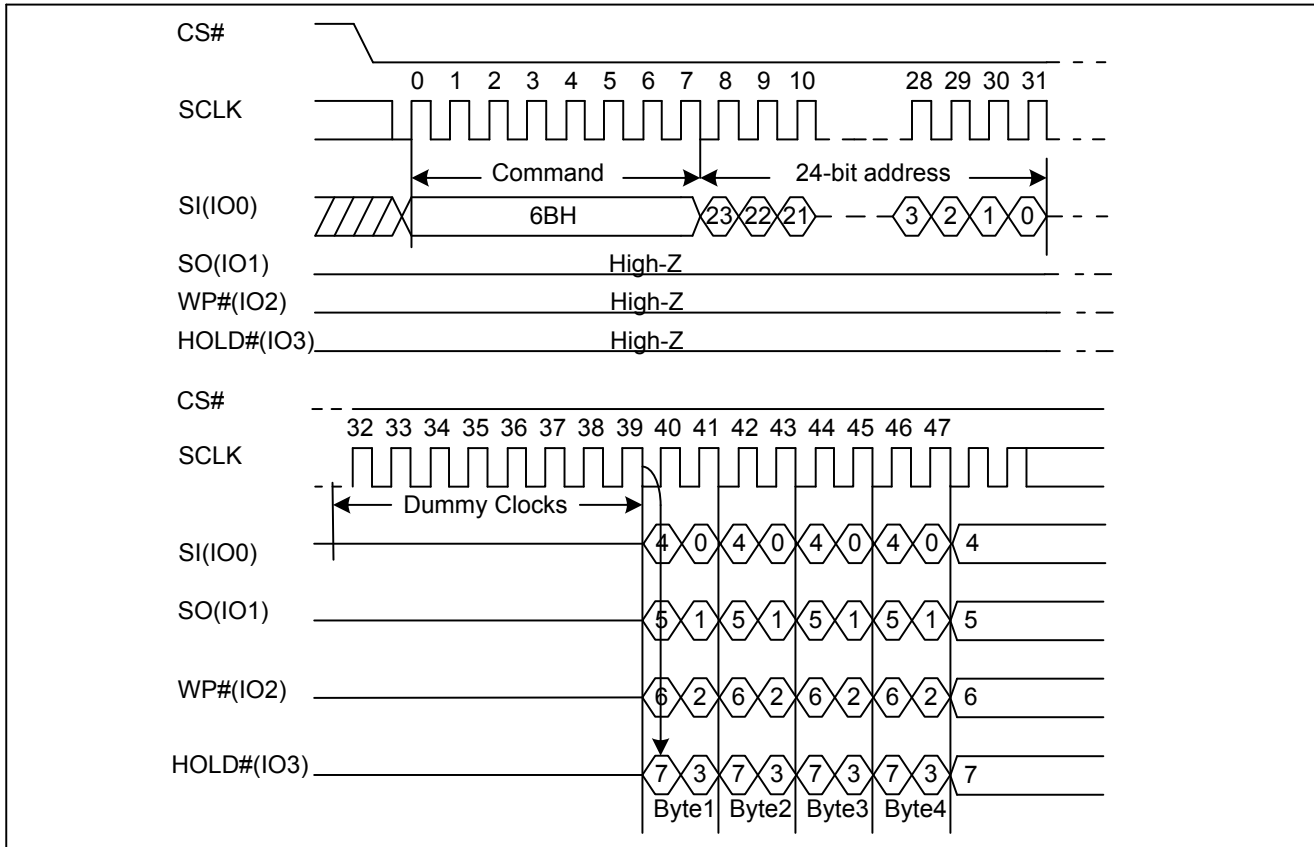 CS#
0 1 2 3 4 5 6 7 8 9 10 28 29 30 31
SCLK
Command 24-bit address
SI(IO0) 6BH 23 22 21 3 2 1 0
SO(IO1) High-Z
WP#(IO2) High-Z
HOLD#(IO3) High-Z
CS#
32 33 34 35 36 37 38 39 40 41 42 43 44 45 46 47
SCLK
Dummy Clocks
SI(IO0) 4 0 4 0 4 0 4 0 4
SO(IO1) 5 1 5 1 5 1 5 1 5
WP#(IO2) 6 2 6 2 6 2 6 2 6
HOLD#(IO3) 7 3 7 3 7 3 7 3 7
Byte1 Byte2 Byte3 Byte4